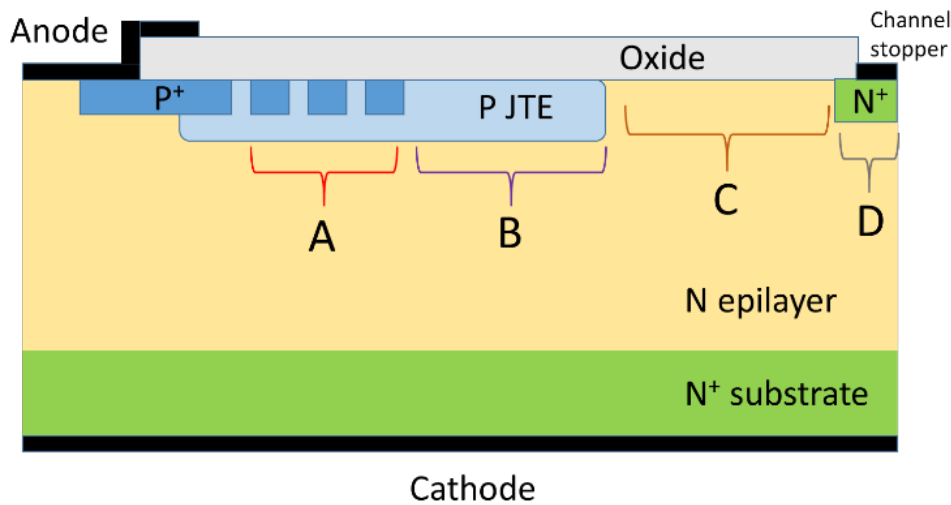 Anode
Channel
stopper
Oxide
P⁺
P JTE
N⁺
A
B
C
D
N epilayer
N⁺ substrate
Cathode